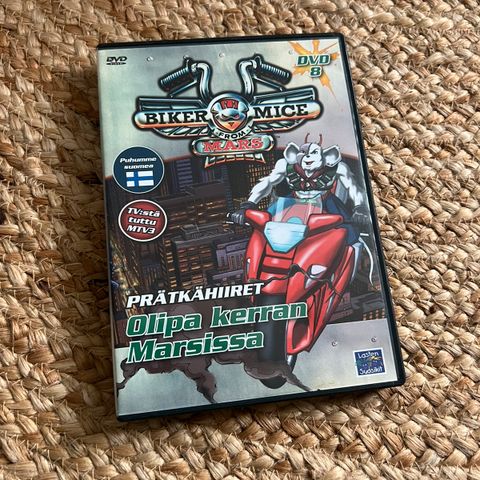 DVD
DVD
8
BIKER MICE
FROM
MARS
Puhumme
suomea
TV:stä
tuttu
MTV3
PRÄTKÄHIIRET
Olipa kerran
Marsissa
Lasten
Suosikit